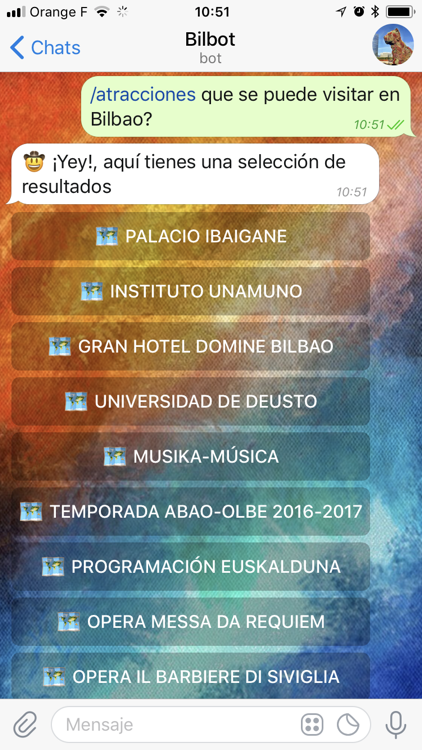 Orange F 10:51
Chats
Bilbot
bot
/atracciones que se puede visitar en
Bilbao?
10:51
¡Yey!, aquí tienes una selección de
resultados
10:51
PALACIO IBAIGANE
INSTITUTO UNAMUNO
GRAN HOTEL DOMINE BILBAO
UNIVERSIDAD DE DEUSTO
MUSIKA-MÚSICA
TEMPORADA ABAO-OLBE 2016-2017
PROGRAMACIÓN EUSKALDUNA
OPERA MESSA DA REQUIEM
OPERA IL BARBIERE DI SIVIGLIA
Mensaje